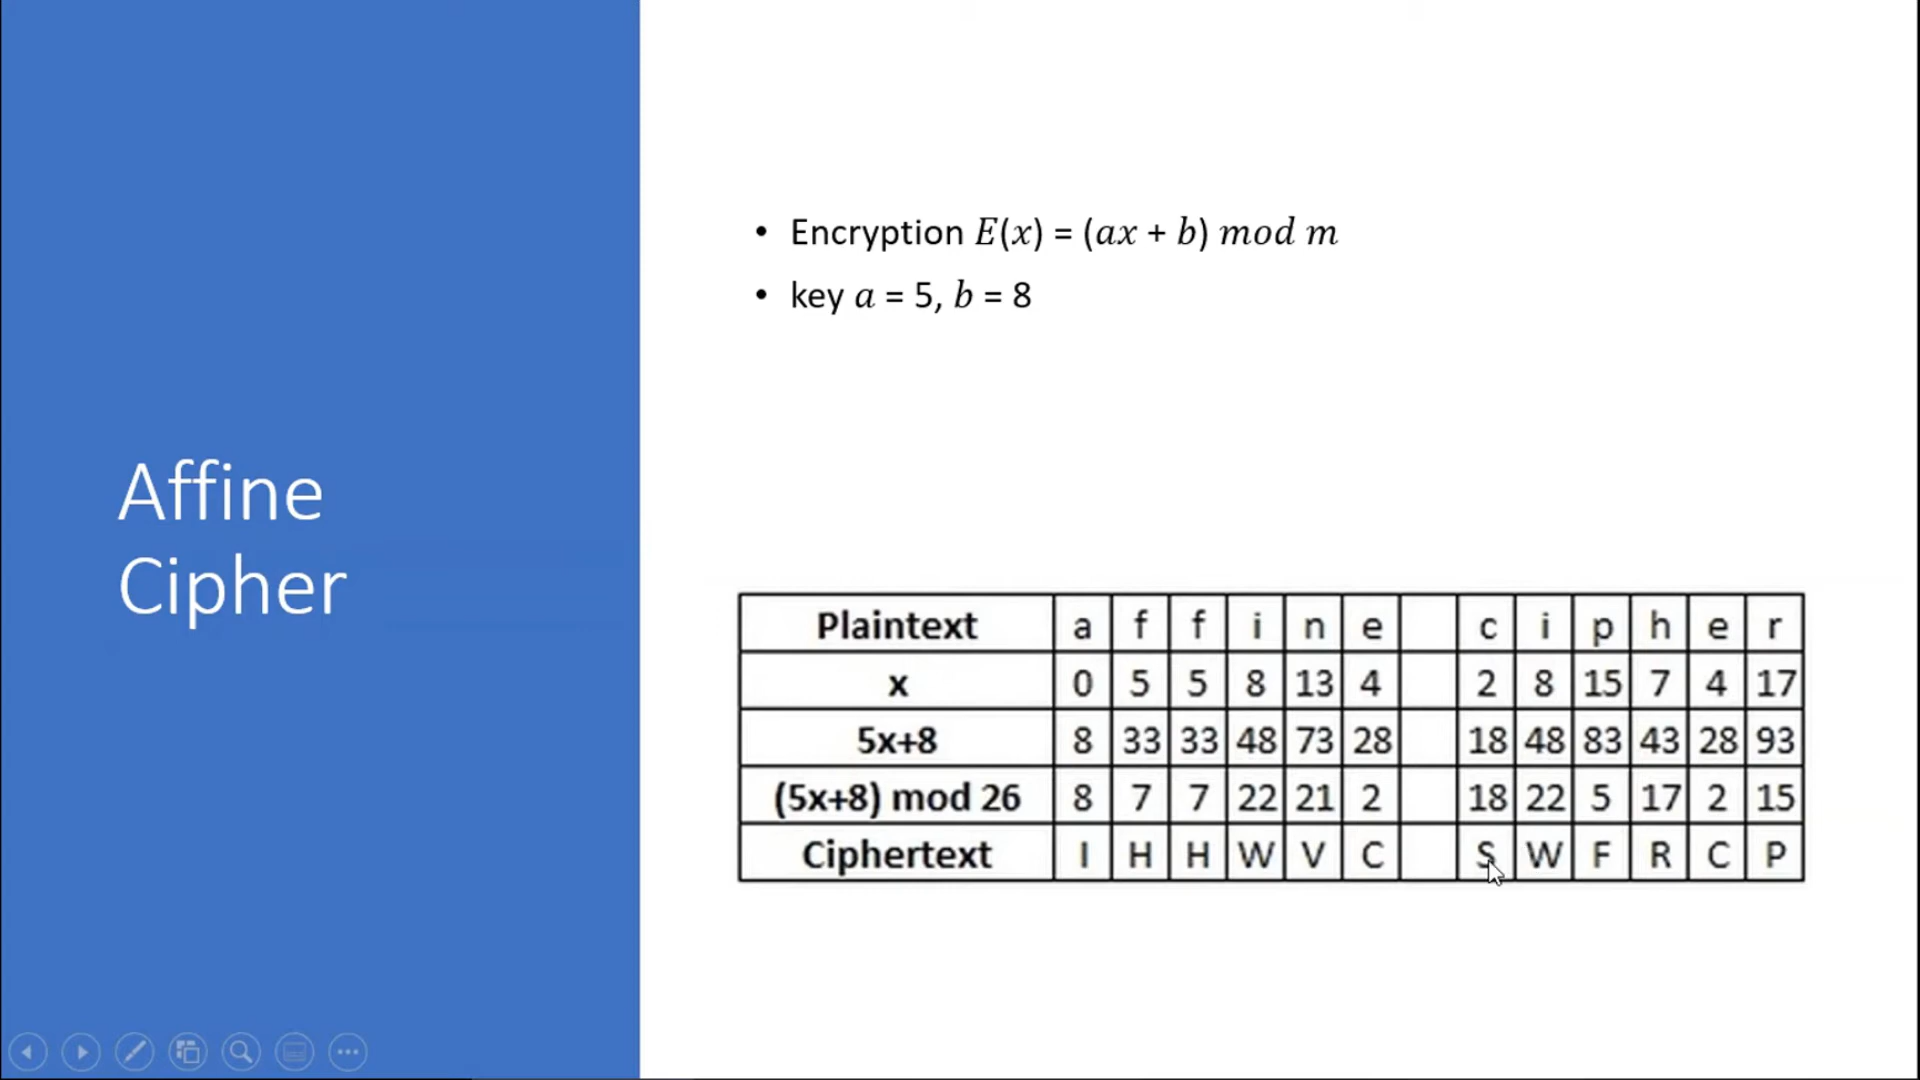 Affine
Cipher
• Encryption E(x) = (ax + b) mod m
• key a = 5, b = 8
Plaintext a f f i n e c i p h e r
x 0 5 5 8 13 4 2 8 15 7 4 17
5x+8 8 33 33 48 73 28 18 48 83 43 28 93
(5x+8) mod 26 8 7 7 22 21 2 18 22 5 17 2 15
Ciphertext I H H W V C S W F R C P